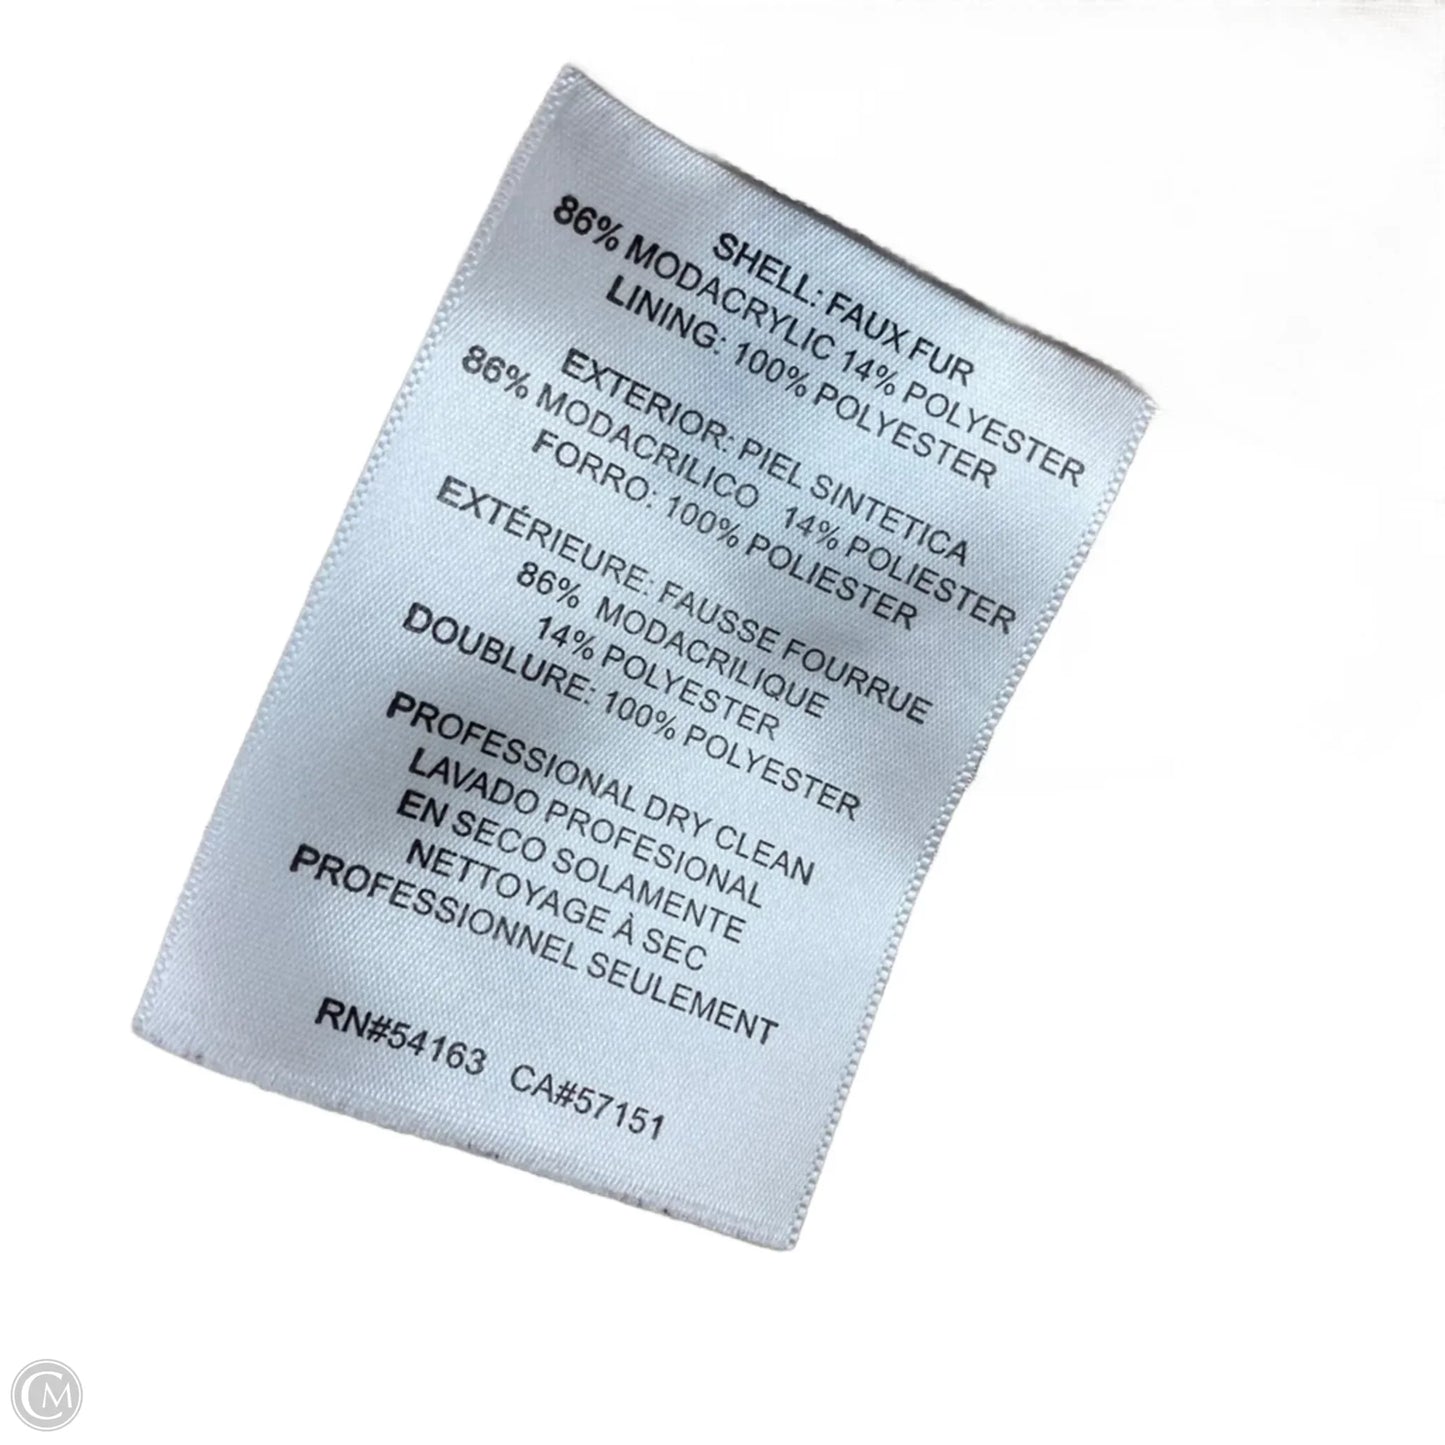 SHELL: FAUX FUR
86% MODACRYLIC 14% POLYESTER
LINING: 100% POLYESTER
EXTERIOR: PIEL SINTETICA
86% MODACRILICO 14% POLIESTER
FORRO: 100% POLIESTER
EXTÉRIEURE: FAUSSE FOURRUE
86% MODACRILIQUE
14% POLYESTER
DOUBLURE: 100% POLYESTER
PROFESSIONAL DRY CLEAN
LAVADO PROFESIONAL
EN SECO SOLAMENTE
NETTOYAGE À SEC
PROFESSIONNEL SEULEMENT
RN#54163 CA#57151
CM